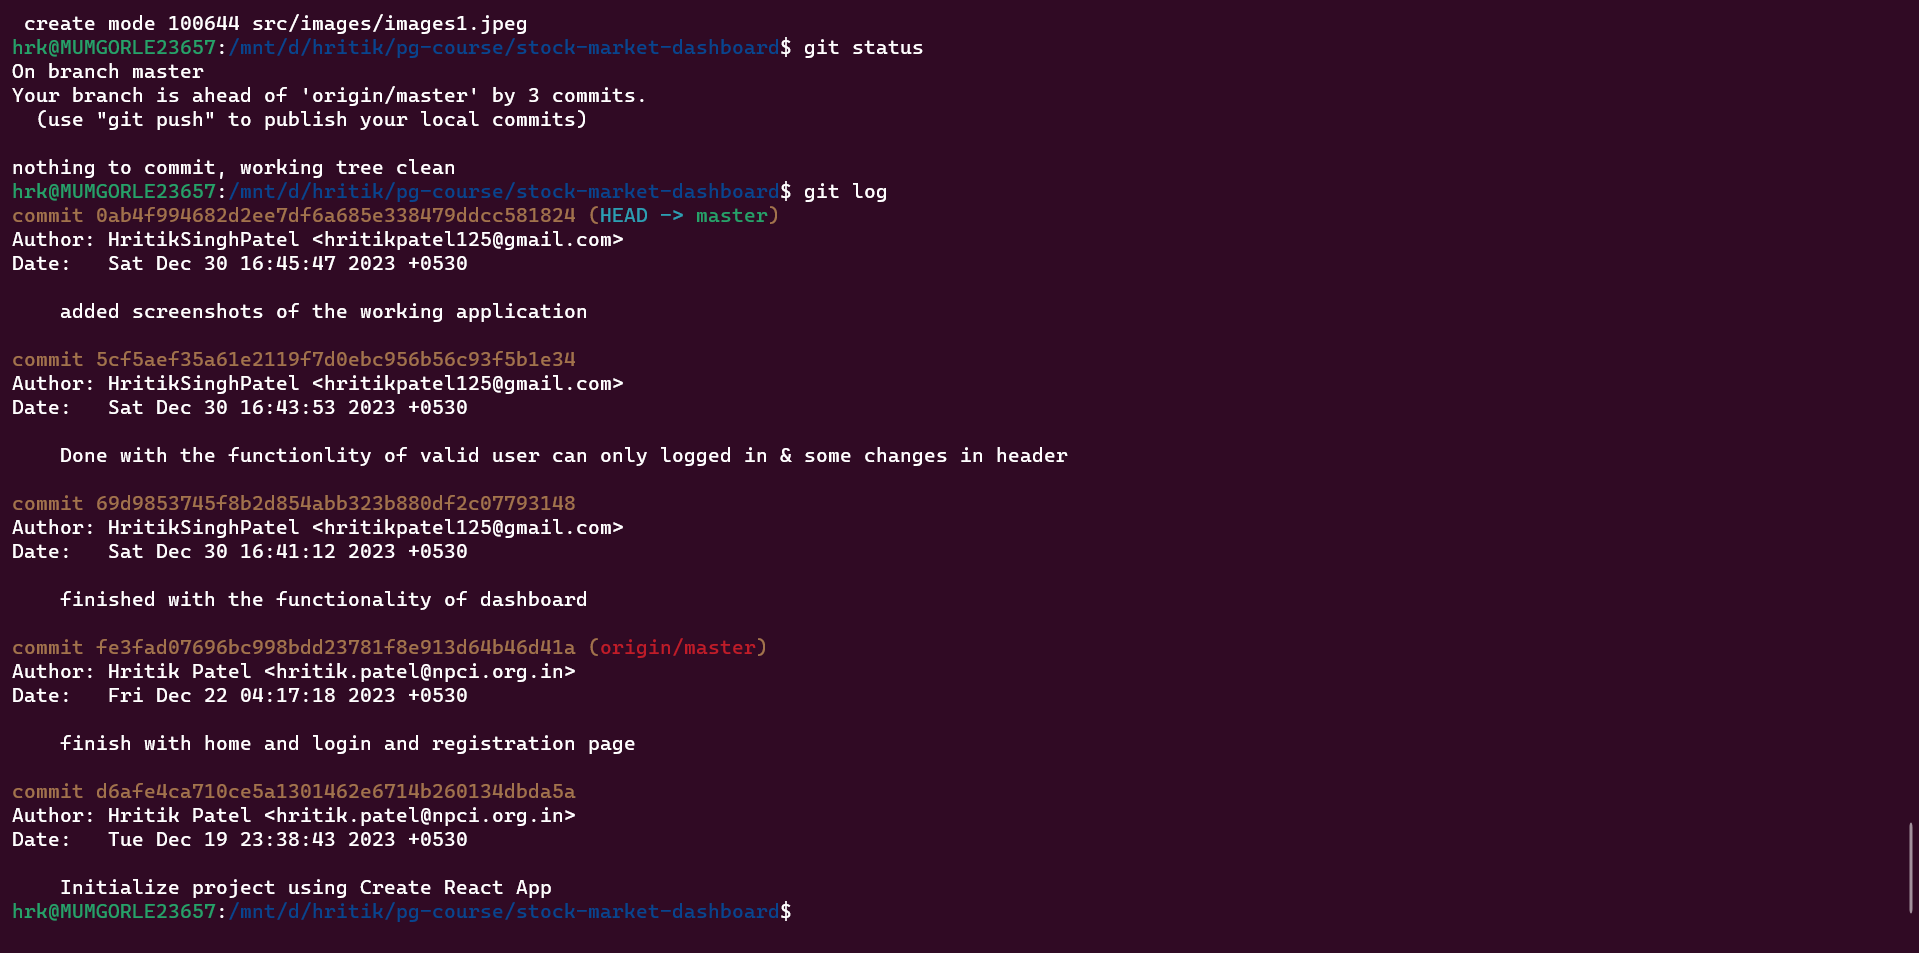 create mode 100644 src/images/images1.jpeg
hrk@MUMGORLE23657:/mnt/d/hritik/pg-course/stock-market-dashboard$ git status
On branch master
Your branch is ahead of 'origin/master' by 3 commits.
  (use "git push" to publish your local commits)

nothing to commit, working tree clean
hrk@MUMGORLE23657:/mnt/d/hritik/pg-course/stock-market-dashboard$ git log
commit 0ab4f994682d2ee7df6a685e338479ddcc581824 (HEAD -> master)
Author: HritikSinghPatel <hritikpatel125@gmail.com>
Date:   Sat Dec 30 16:45:47 2023 +0530

    added screenshots of the working application

commit 5cf5aef35a61e2119f7d0ebc956b56c93f5b1e34
Author: HritikSinghPatel <hritikpatel125@gmail.com>
Date:   Sat Dec 30 16:43:53 2023 +0530

    Done with the functionlity of valid user can only logged in & some changes in header

commit 69d9853745f8b2d854abb323b880df2c07793148
Author: HritikSinghPatel <hritikpatel125@gmail.com>
Date:   Sat Dec 30 16:41:12 2023 +0530

    finished with the functionality of dashboard

commit fe3fad07696bc998bdd23781f8e913d64b46d41a (origin/master)
Author: Hritik Patel <hritik.patel@npci.org.in>
Date:   Fri Dec 22 04:17:18 2023 +0530

    finish with home and login and registration page

commit d6afe4ca710ce5a1301462e6714b260134dbda5a
Author: Hritik Patel <hritik.patel@npci.org.in>
Date:   Tue Dec 19 23:38:43 2023 +0530

    Initialize project using Create React App
hrk@MUMGORLE23657:/mnt/d/hritik/pg-course/stock-market-dashboard$